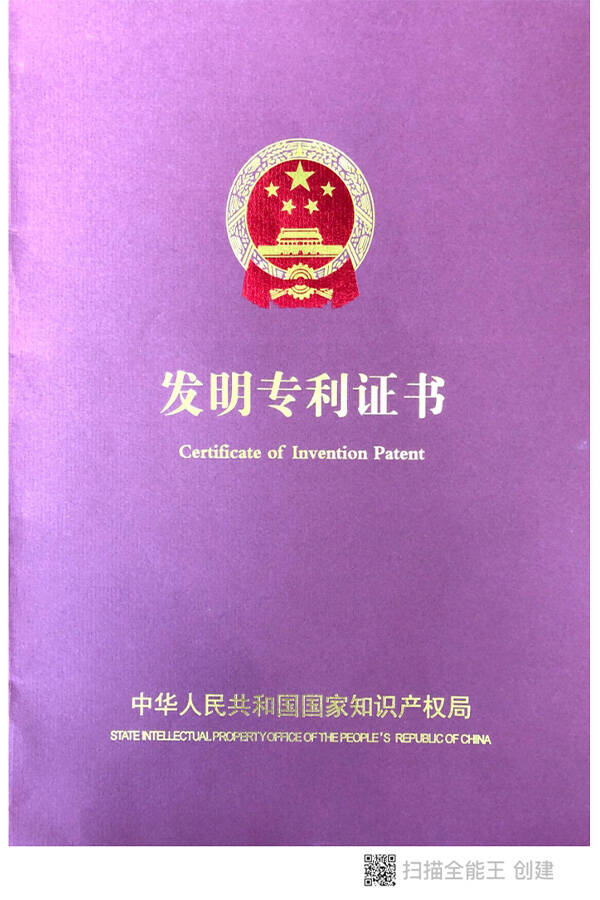 发明专利证书
Certificate of Invention Patent
中华人民共和国国家知识产权局
STATE INTELLECTUAL PROPERTY OFFICE OF THE PEOPLE'S REPUBLIC OF CHINA
扫描全能王 创建